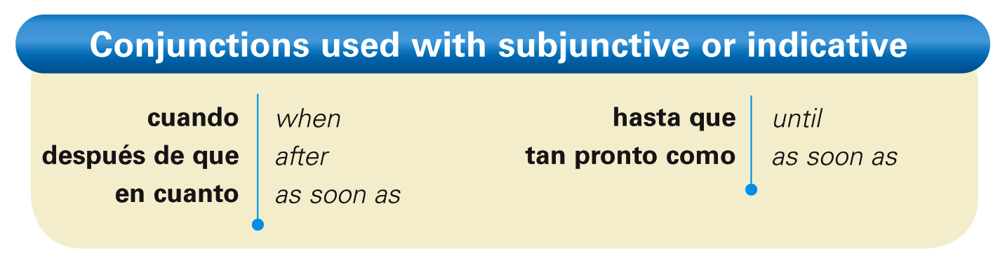 Conjunctions used with subjunctive or indicative
cuando when
después de que after
en cuanto as soon as
hasta que until
tan pronto como as soon as